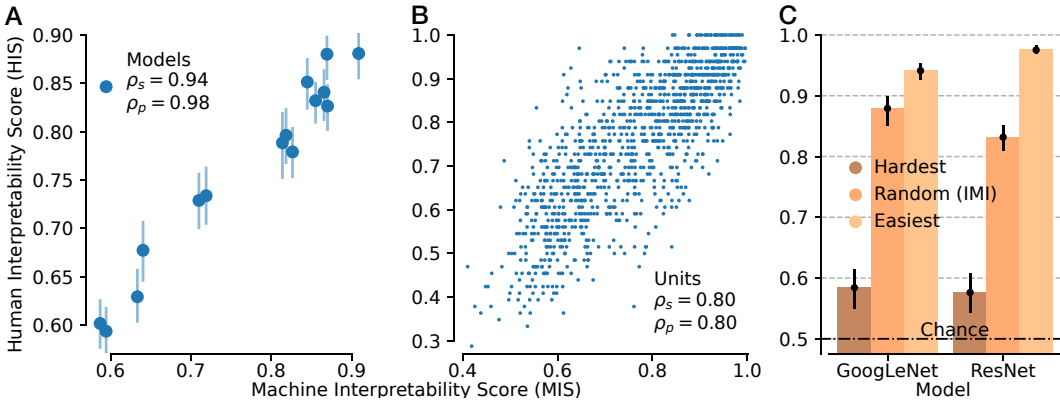 A
Human Interpretability Score (HIS)
0.90
0.85
0.80
0.75
0.70
0.65
0.60
Models
ρs = 0.94
ρp = 0.98
0.6
0.7
0.8
0.9
B
1.0
0.9
0.8
0.7
0.6
0.5
0.4
0.3
Units
ρs = 0.80
ρp = 0.80
0.4
0.6
0.8
1.0
Machine Interpretability Score (MIS)
C
1.0
0.9
0.8
0.7
0.6
0.5
Hardest
Random (IMI)
Easiest
Chance
GoogLeNet
ResNet
Model